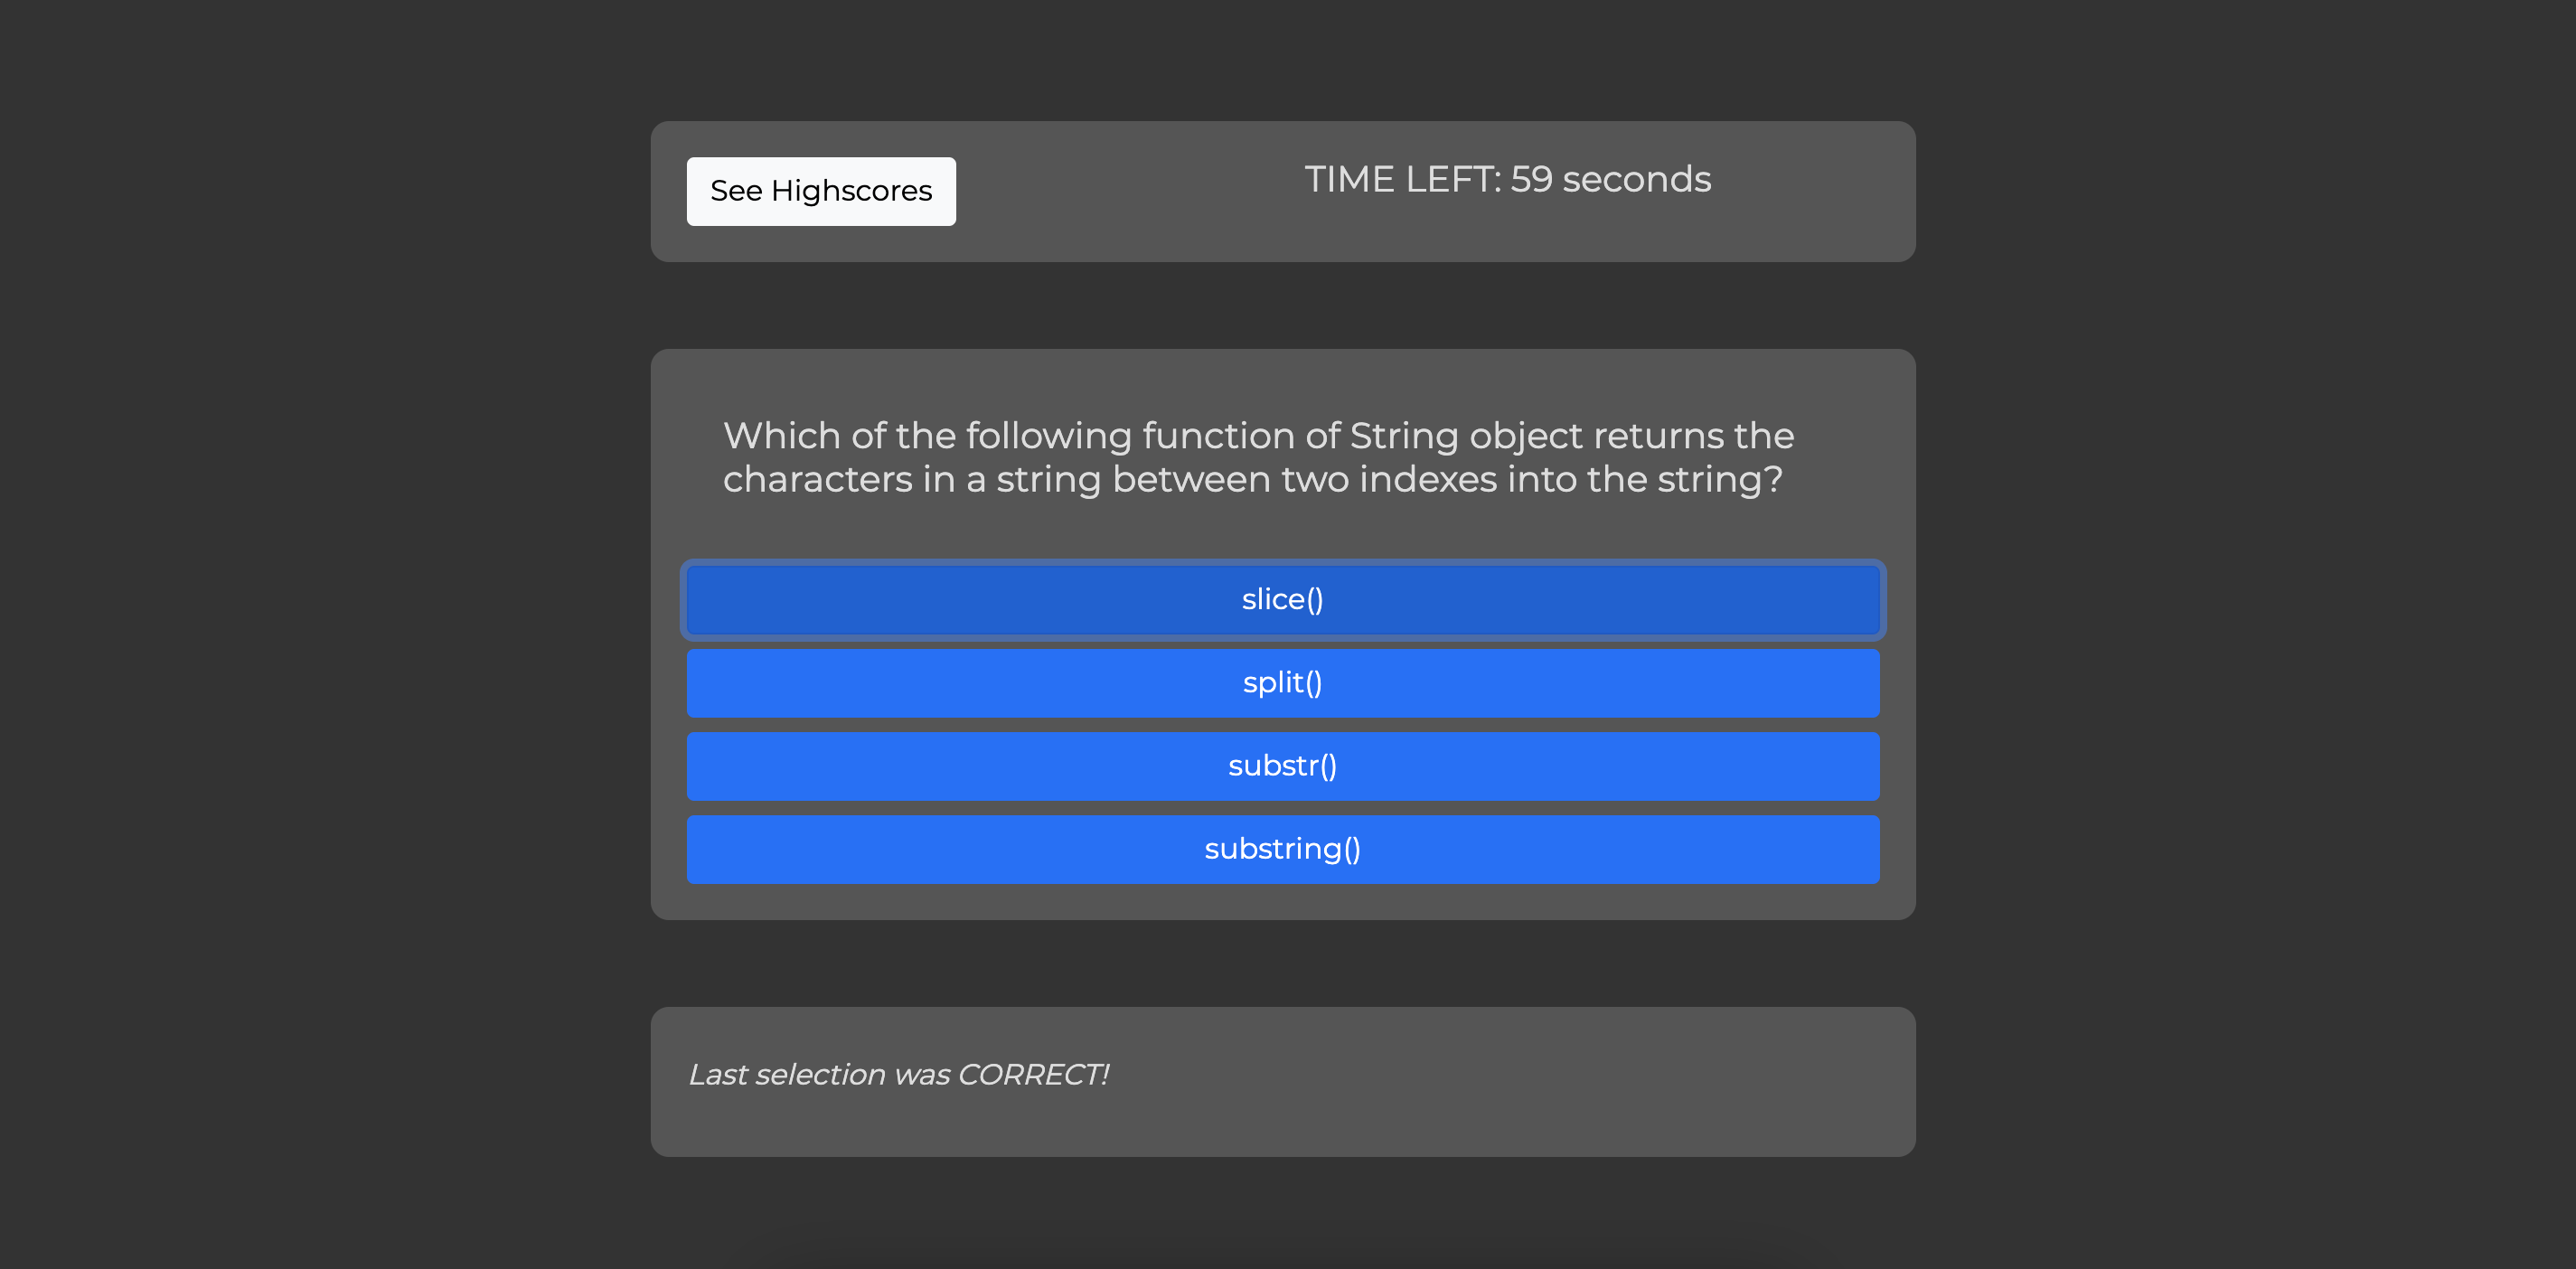 See Highscores
TIME LEFT: 59 seconds
Which of the following function of String object returns the
characters in a string between two indexes into the string?
slice()
split()
substr()
substring()
Last selection was CORRECT!